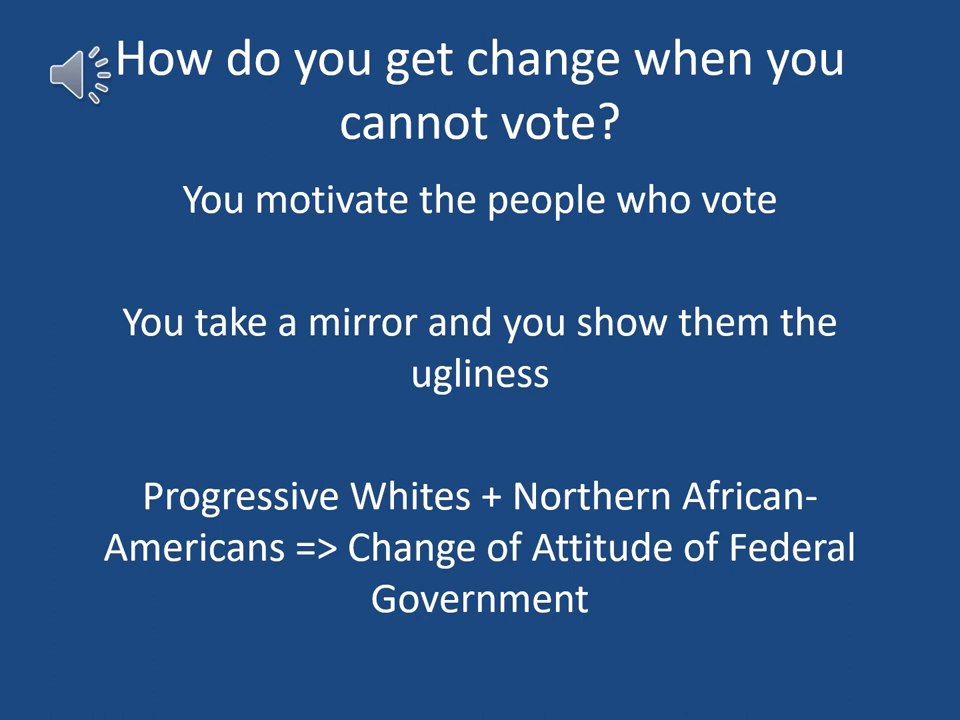 How do you get change when you
cannot vote?
You motivate the people who vote
You take a mirror and you show them the
ugliness
Progressive Whites + Northern African-
Americans => Change of Attitude of Federal
Government